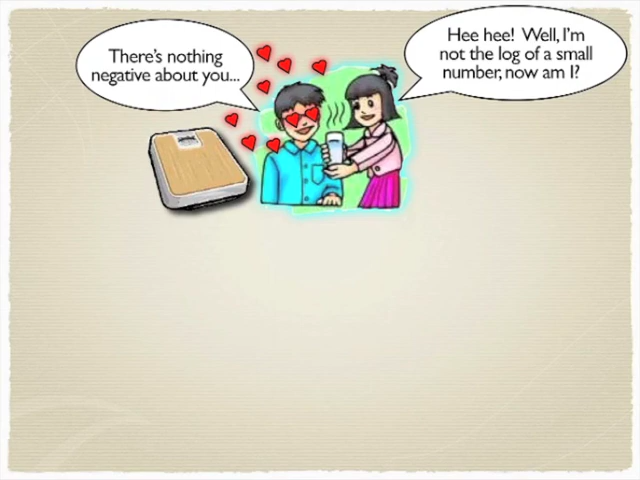 There's nothing
negative about you...
Hee hee! Well, I'm
not the log of a small
number, now am I?